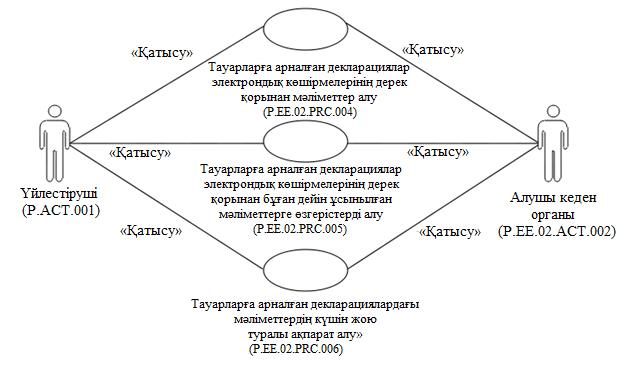 «Қатысу»
«Қатысу»
Тауарларға арналған декларациялар
электрондық көшірмелерінің дерек
қорынан мәліметтер алу
(P.EE.02.PRC.004)
«Қатысу»
«Қатысу»
Үйлестіруші
(P.ACT.001)
Тауарларға арналған декларациялар
электрондық көшірмелерінің дерек
қорынан бұған дейін ұсынылған
мәліметтерге өзгерістерді алу
(P.EE.02.PRC.005)
Алушы кеден
органы
(P.EE.02.ACT.002)
«Қатысу»
«Қатысу»
Тауарларға арналған декларациялардағы
мәліметтердің күшін жою
туралы ақпарат алу»
(P.EE.02.PRC.006)